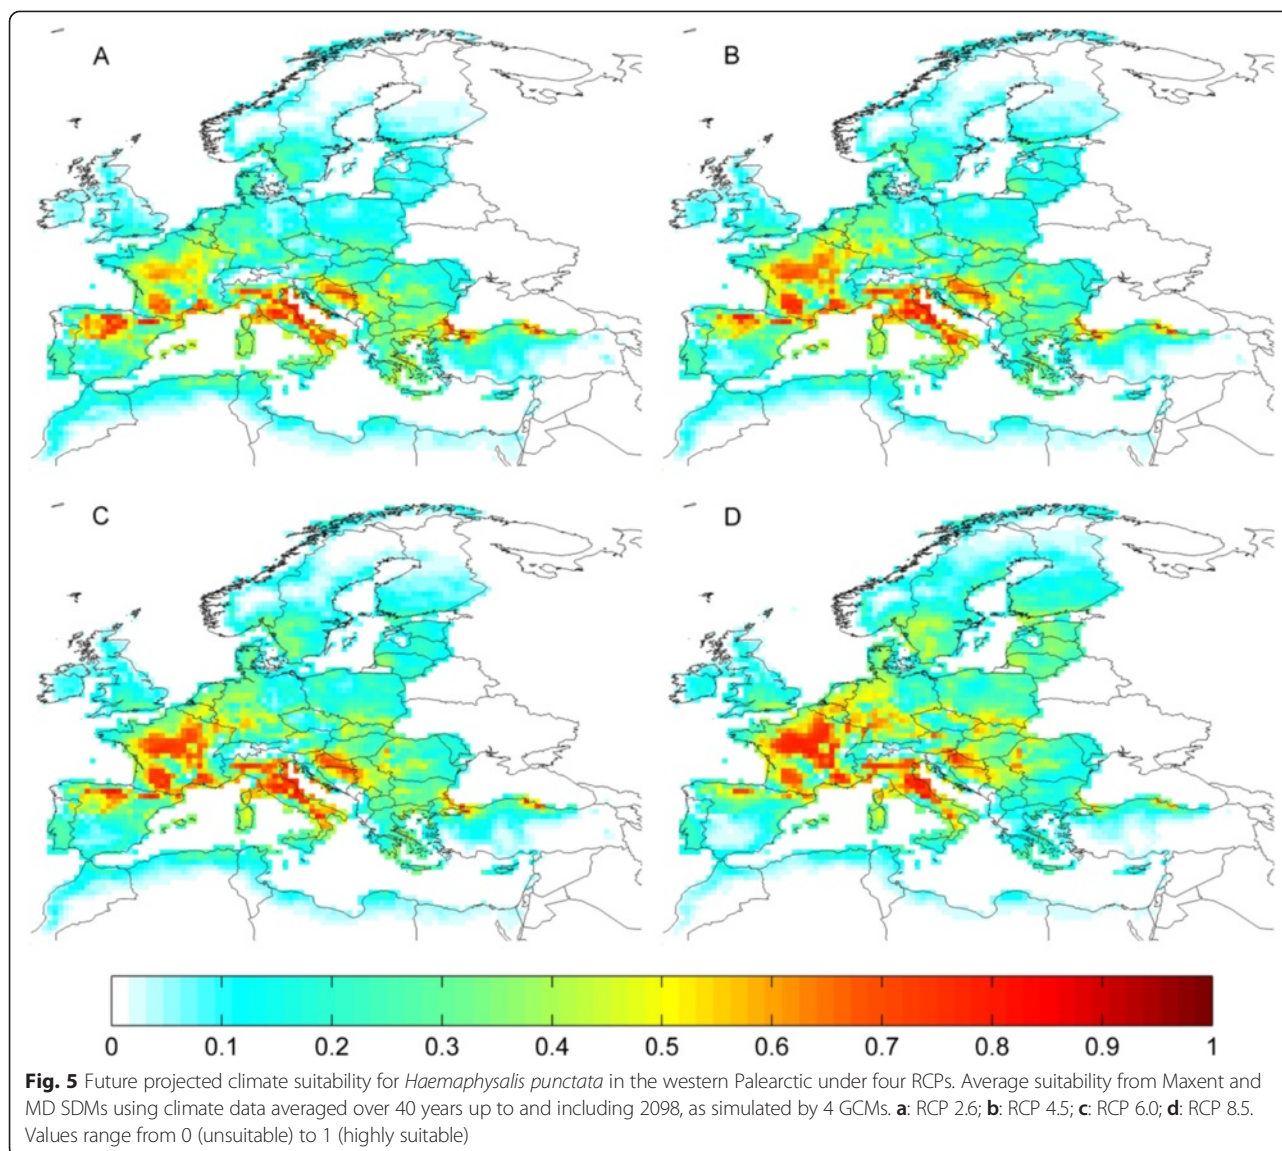 A
B
C
D
0 0.1 0.2 0.3 0.4 0.5 0.6 0.7 0.8 0.9 1
Fig. 5 Future projected climate suitability for Haemaphysalis punctata in the western Palearctic under four RCPs. Average suitability from Maxent and
MD SDMs using climate data averaged over 40 years up to and including 2098, as simulated by 4 GCMs. a: RCP 2.6; b: RCP 4.5; c: RCP 6.0; d: RCP 8.5.
Values range from 0 (unsuitable) to 1 (highly suitable)